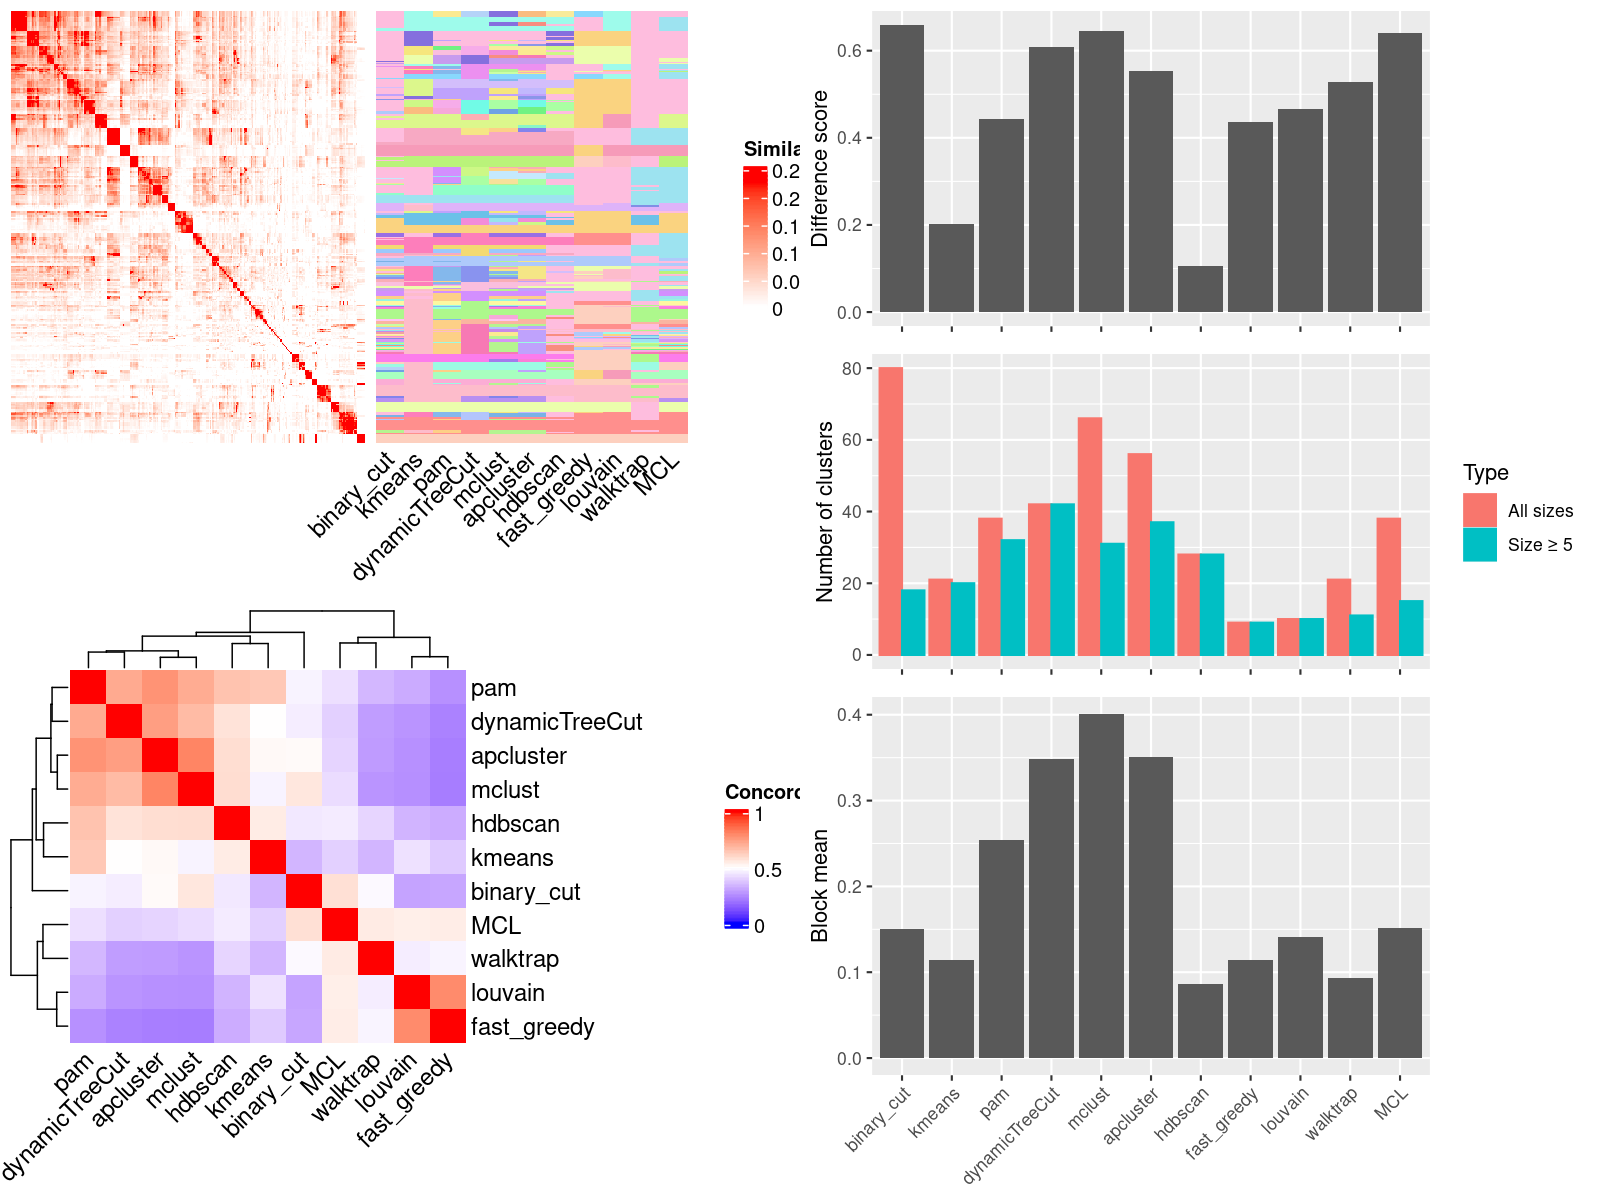 binary_cut
kmeans
pam
dynamicTreeCut
mclust
apcluster
hdbscan
fast_greedy
louvain
walktrap
MCL
Simila
0.2
0.2
0.1
0.1
0.0
0
pam
dynamicTreeCut
apcluster
mclust
hdbscan
kmeans
binary_cut
MCL
walktrap
louvain
fast_greedy
pam
dynamicTreeCut
apcluster
mclust
hdbscan
kmeans
binary_cut
MCL
walktrap
louvain
fast_greedy
Concord
1
0.5
0
Difference score
0.6
0.4
0.2
0.0
Number of clusters
80
60
40
20
0
Type
All sizes
Size ≥ 5
Block mean
0.4
0.3
0.2
0.1
0.0
binary_cut
kmeans
pam
dynamicTreeCut
mclust
apcluster
hdbscan
fast_greedy
louvain
walktrap
MCL